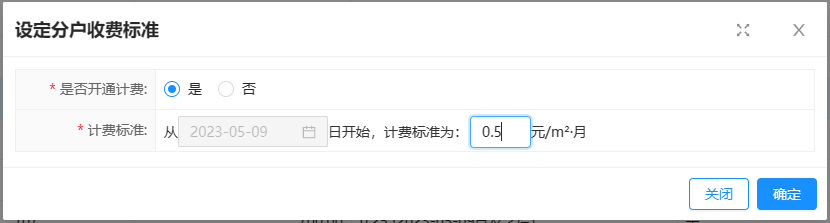 设定分户收费标准
* 是否开通计费: 是 否
* 计费标准: 从 2023-05-09 日开始，计费标准为： 0.5 元/m²·月
关闭 确定